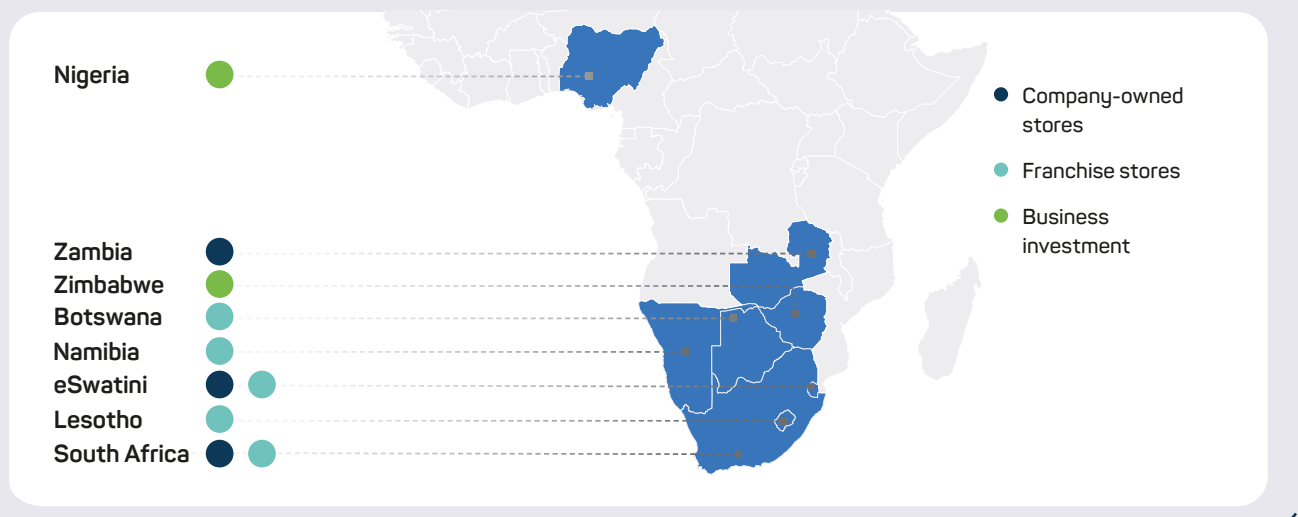 Nigeria
Zambia
Zimbabwe
Botswana
Namibia
eSwatini
Lesotho
South Africa
Company-owned
stores
Franchise stores
Business
investment